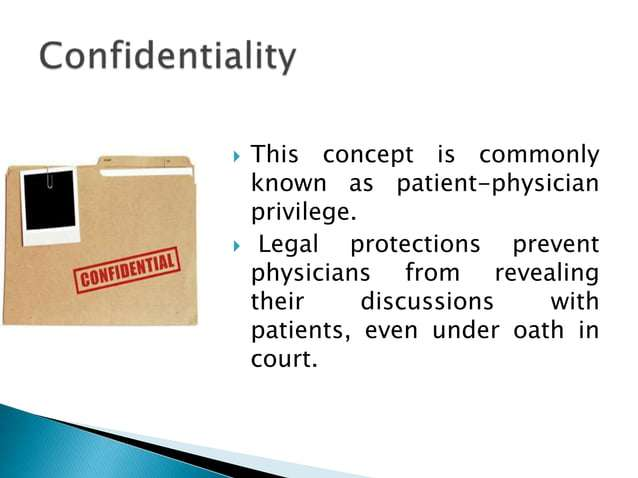 Confidentiality
This concept is commonly
known as patient-physician
privilege.
Legal protections prevent
physicians from revealing
their discussions with
patients, even under oath in
court.
CONFIDENTIAL